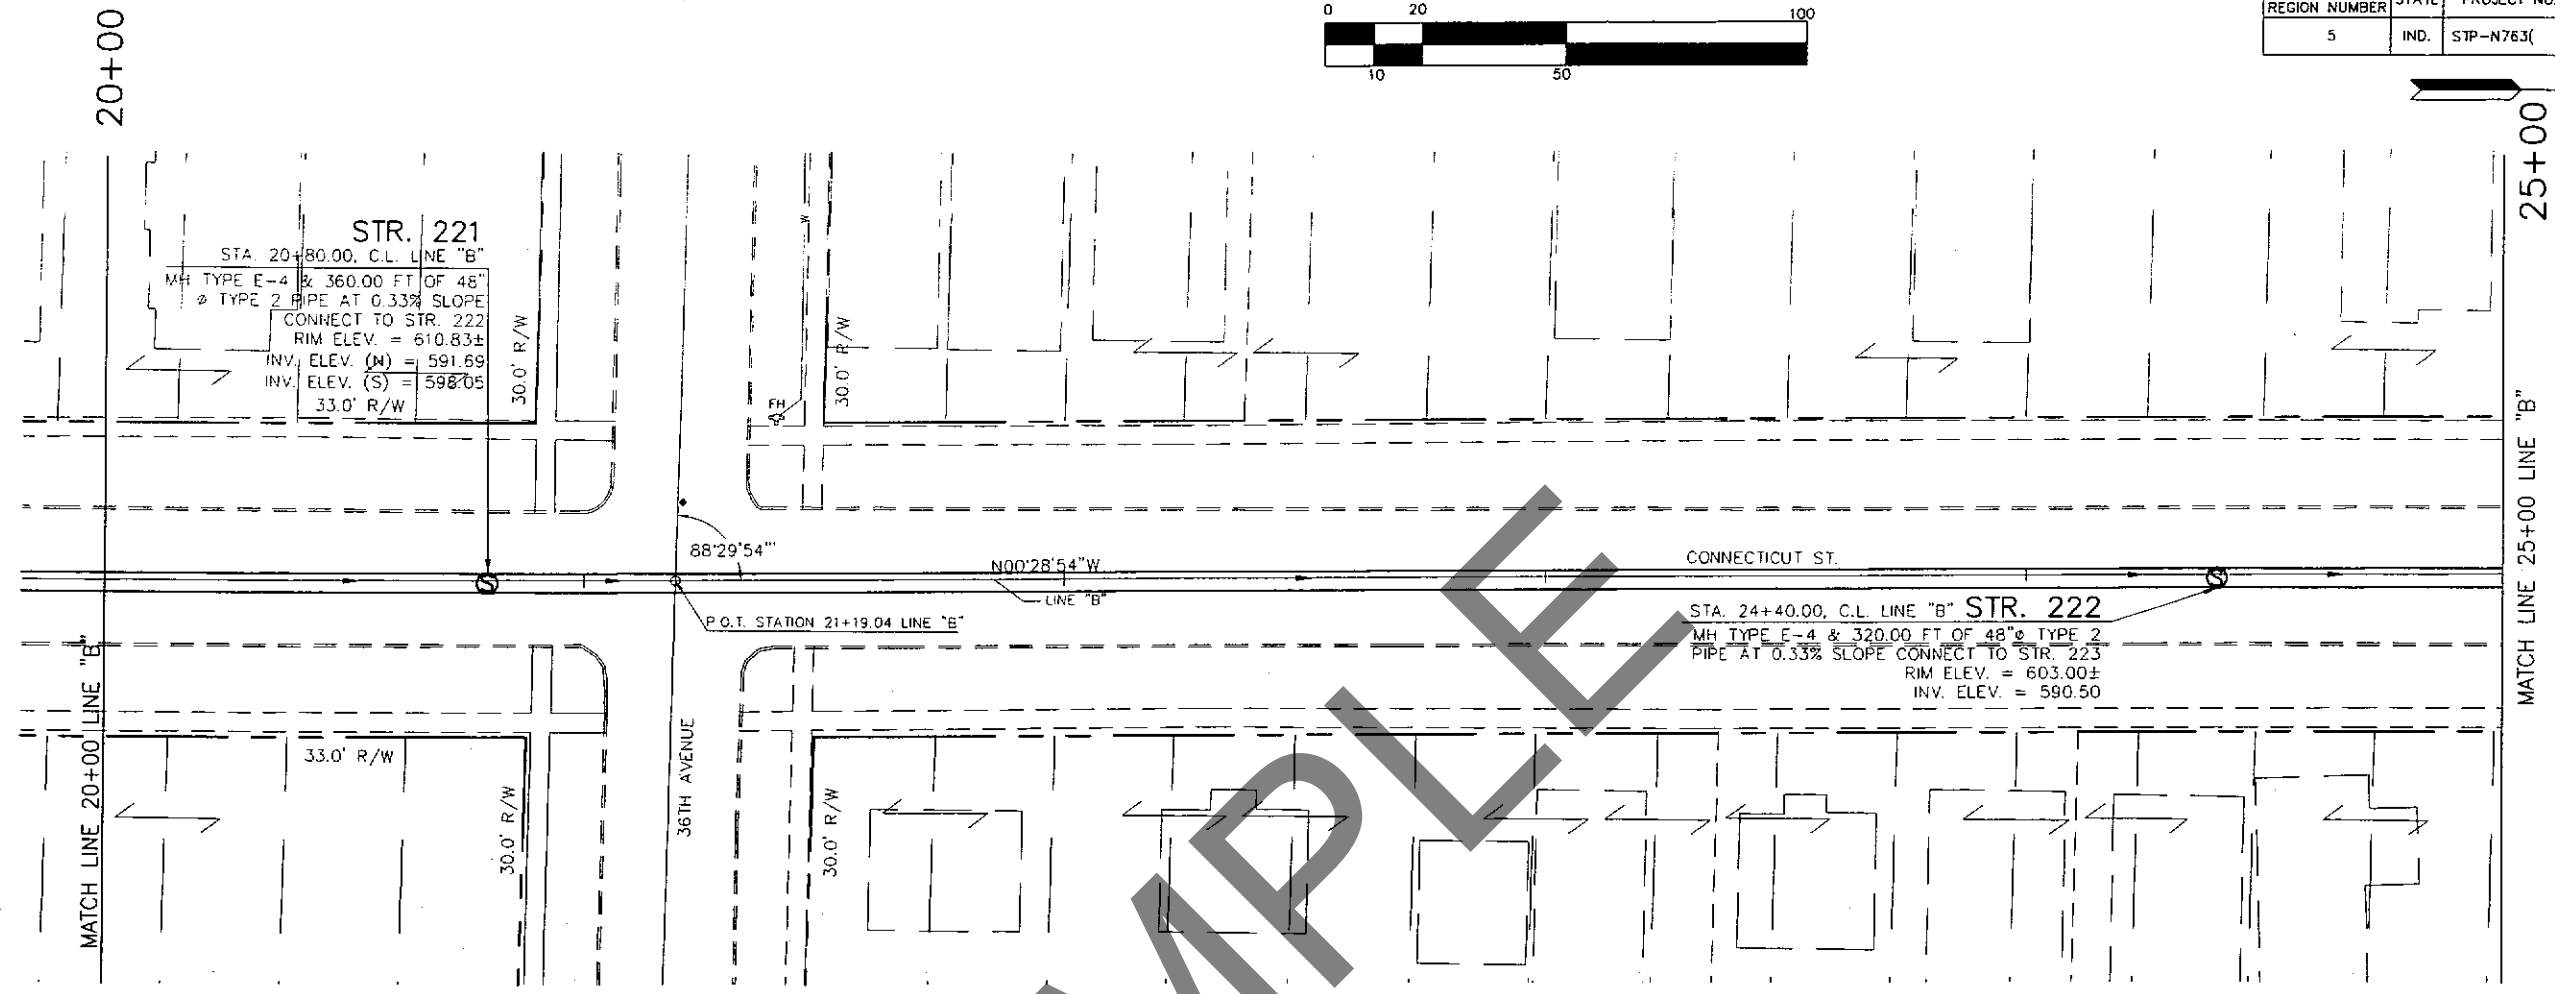 0 20 100
10 50
REGION NUMBER STATE PROJECT NO.
5 IND. STP-N763(
20+00
25+00
STR. 221
STA. 20+80.00, C.L. LINE "B"
MH TYPE E-4 & 360.00 FT OF 48"
ø TYPE 2 PIPE AT 0.33% SLOPE
CONNECT TO STR. 222
RIM ELEV. = 610.83±
INV. ELEV. (N) = 591.69
INV. ELEV. (S) = 598.05
33.0' R/W
30.0' R/W
W
FH
30.0' R/W
88°29'54"
N00°28'54"W
LINE "B"
P.O.T. STATION 21+19.04 LINE "B"
CONNECTICUT ST.
S
S
STA. 24+40.00, C.L. LINE "B" STR. 222
MH TYPE E-4 & 320.00 FT OF 48"ø TYPE 2
PIPE AT 0.33% SLOPE CONNECT TO STR. 223
RIM ELEV. = 603.00±
INV. ELEV. = 590.50
MATCH LINE 20+00 LINE "B"
MATCH LINE 25+00 LINE "B"
33.0' R/W
30.0' R/W
36TH AVENUE
30.0' R/W
MPLE